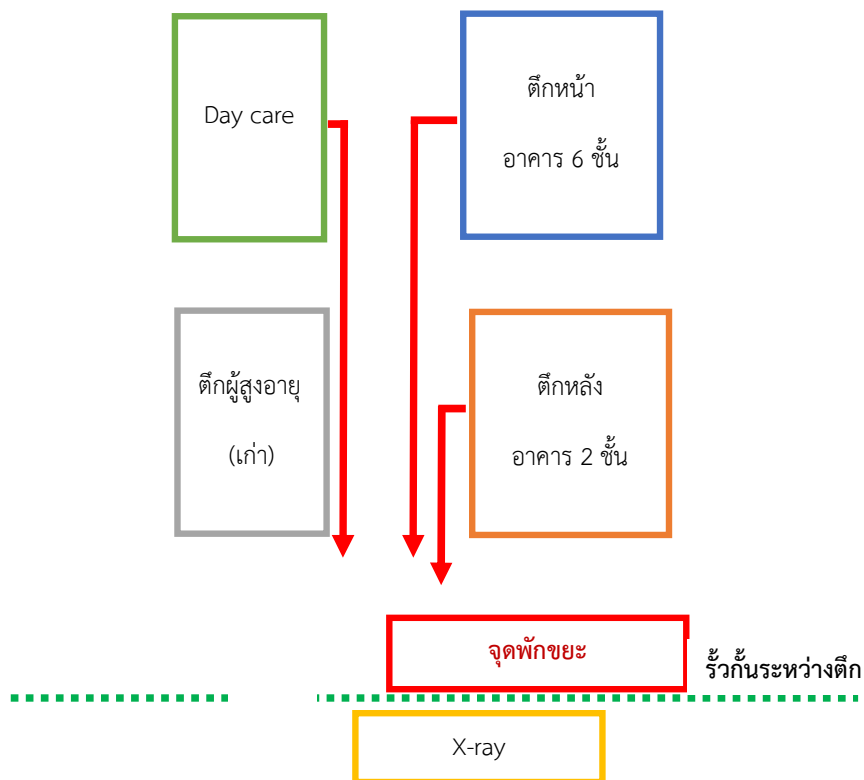 Day care
ตึกหน้า
อาคาร 6 ชั้น
ตึกผู้สูงอายุ
(เก่า)
ตึกหลัง
อาคาร 2 ชั้น
จุดพักขยะ
รั้วกั้นระหว่างตึก
X-ray